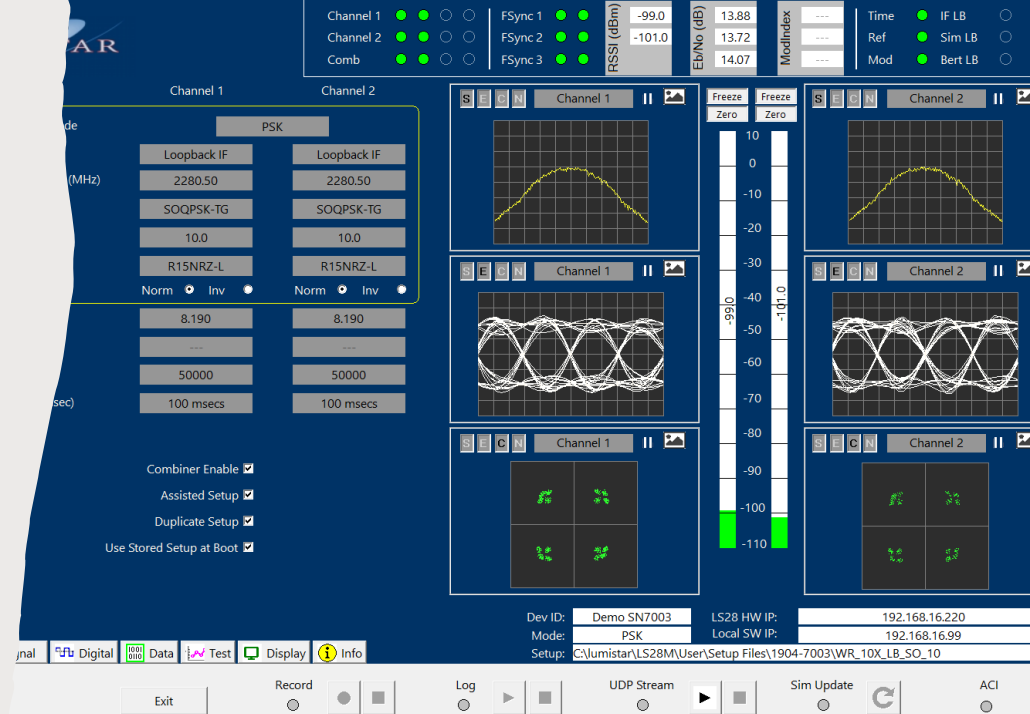 AR
Channel 1
Channel 2
Comb
FSync 1
FSync 2
FSync 3
RSSI (dBm)
-99.0
-101.0
Eb/No (dB)
13.88
13.72
14.07
ModIndex
---
---
---
Time
Ref
Mod
IF LB
Sim LB
Bert LB
Channel 1 Channel 2
de PSK
Loopback IF Loopback IF
(MHz) 2280.50 2280.50
SOQPSK-TG SOQPSK-TG
10.0 10.0
R15NRZ-L R15NRZ-L
Norm Inv Norm Inv
8.190 8.190
--- ---
50000 50000
sec) 100 msecs 100 msecs
Combiner Enable
Assisted Setup
Duplicate Setup
Use Stored Setup at Boot
S E C N Channel 1
S E C N Channel 1
S E C N Channel 1
Freeze Freeze
Zero Zero
10
0
-10
-20
-30
-40
-50
-60
-70
-80
-90
-100
-110
-99.0
-101.0
S E C N Channel 2
S E C N Channel 2
S E C N Channel 2
Dev ID: Demo SN7003 LS28 HW IP: 192.168.16.220
Mode: PSK Local SW IP: 192.168.16.99
Setup: C:\lumistar\LS28M\User\Setup Files\1904-7003\WR_10X_LB_SO_10
nal Digital Data Test Display Info
Exit Record Log UDP Stream Sim Update ACI